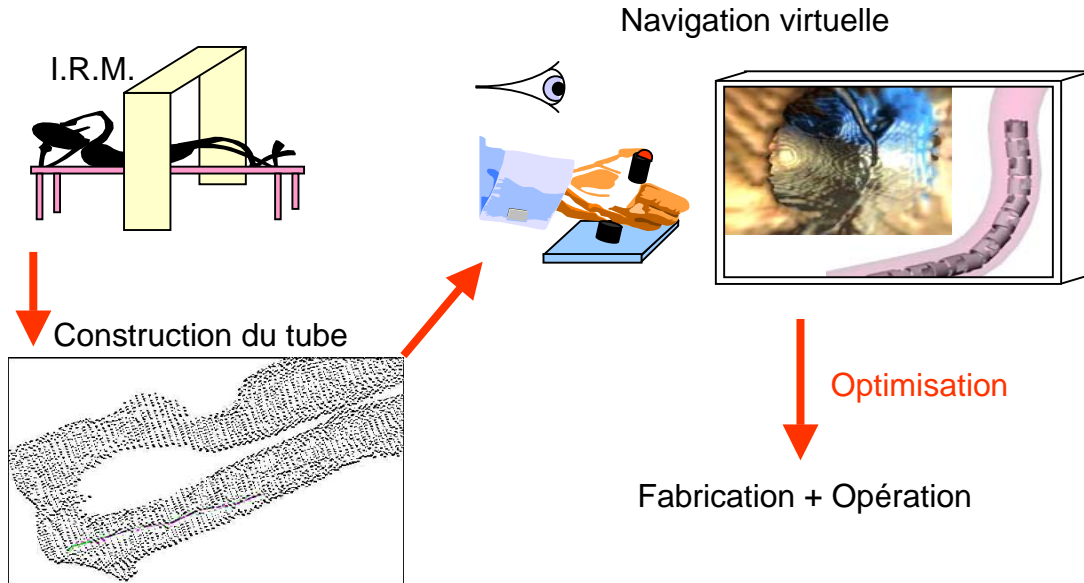 Navigation virtuelle
I.R.M.
Construction du tube
Optimisation
Fabrication + Opération